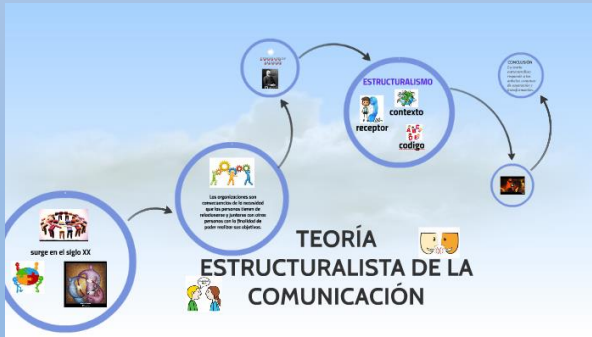 surge en el siglo XX
Las organizaciones son
consecuencias de la necesidad
que las personas tienen de
relacionarse y juntarse con otras
personas con la finalidad de
poder realizar sus objetivos.
ESTRUCTURALISMO
contexto
receptor
codigo
CONCLUSIÓN
TEORÍA
ESTRUCTURALISTA DE LA
COMUNICACIÓN